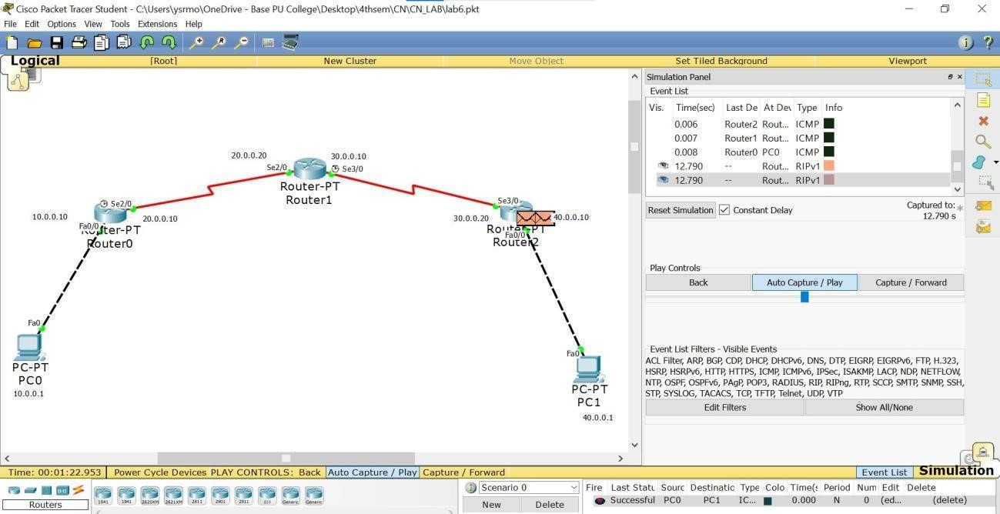 Cisco Packet Tracer Student - C:\Users\ysrmo\OneDrive - Base PU College\Desktop\4thsem\CN\CN_LAB\lab6.pkt
File Edit Options View Tools Extensions Help
Logical [Root] New Cluster Move Object Set Tiled Background Viewport
Simulation Panel
Event List
Vis. Time(sec) Last De At Dev Type Info
0.006 Router2 Rout... ICMP
0.007 Router1 Rout... ICMP
0.008 Router0 PC0 ICMP
12.790 -- Rout... RIPv1
12.790 -- Rout... RIPv1
Reset Simulation Constant Delay Captured to: *
12.790 s
Play Controls
Back Auto Capture / Play Capture / Forward
Event List Filters - Visible Events
ACL Filter, ARP, BGP, CDP, DHCP, DHCPv6, DNS, DTP, EIGRP, EIGRPv6, FTP, H.323,
HSRP, HSRPv6, HTTP, HTTPS, ICMP, ICMPv6, IPSec, ISAKMP, LACP, NDP, NETFLOW,
NTP, OSPF, OSPFv6, PAgP, POP3, RADIUS, RIP, RIPng, RTP, SCCP, SMTP, SNMP, SSH,
STP, SYSLOG, TACACS, TCP, TFTP, Telnet, UDP, VTP
Edit Filters Show All/None
20.0.0.20 30.0.0.10
Se2/0 Se3/0
Router-PT
Router1
Se2/0
10.0.0.10 20.0.0.10
Fa0/0
Router-PT
Router0
Se3/0
30.0.0.20 40.0.0.10
Router-PT
Fa0/0
Router2
Fa0
PC-PT
PC0
10.0.0.1
Fa0
PC-PT
PC1
40.0.0.1
Time: 00:01:22.953 Power Cycle Devices PLAY CONTROLS: Back Auto Capture / Play Capture / Forward Event List Simulation
Routers
1841 1941 2620XM 2621XM 2811 2901 2911 819 Generic Generic
Scenario 0
New Delete
Fire Last Statu Sourc Destinatic Type Colo Time(s Period Num Edit Delete
Successful PC0 PC1 IC... 0.000 N 0 (ed... (delete)